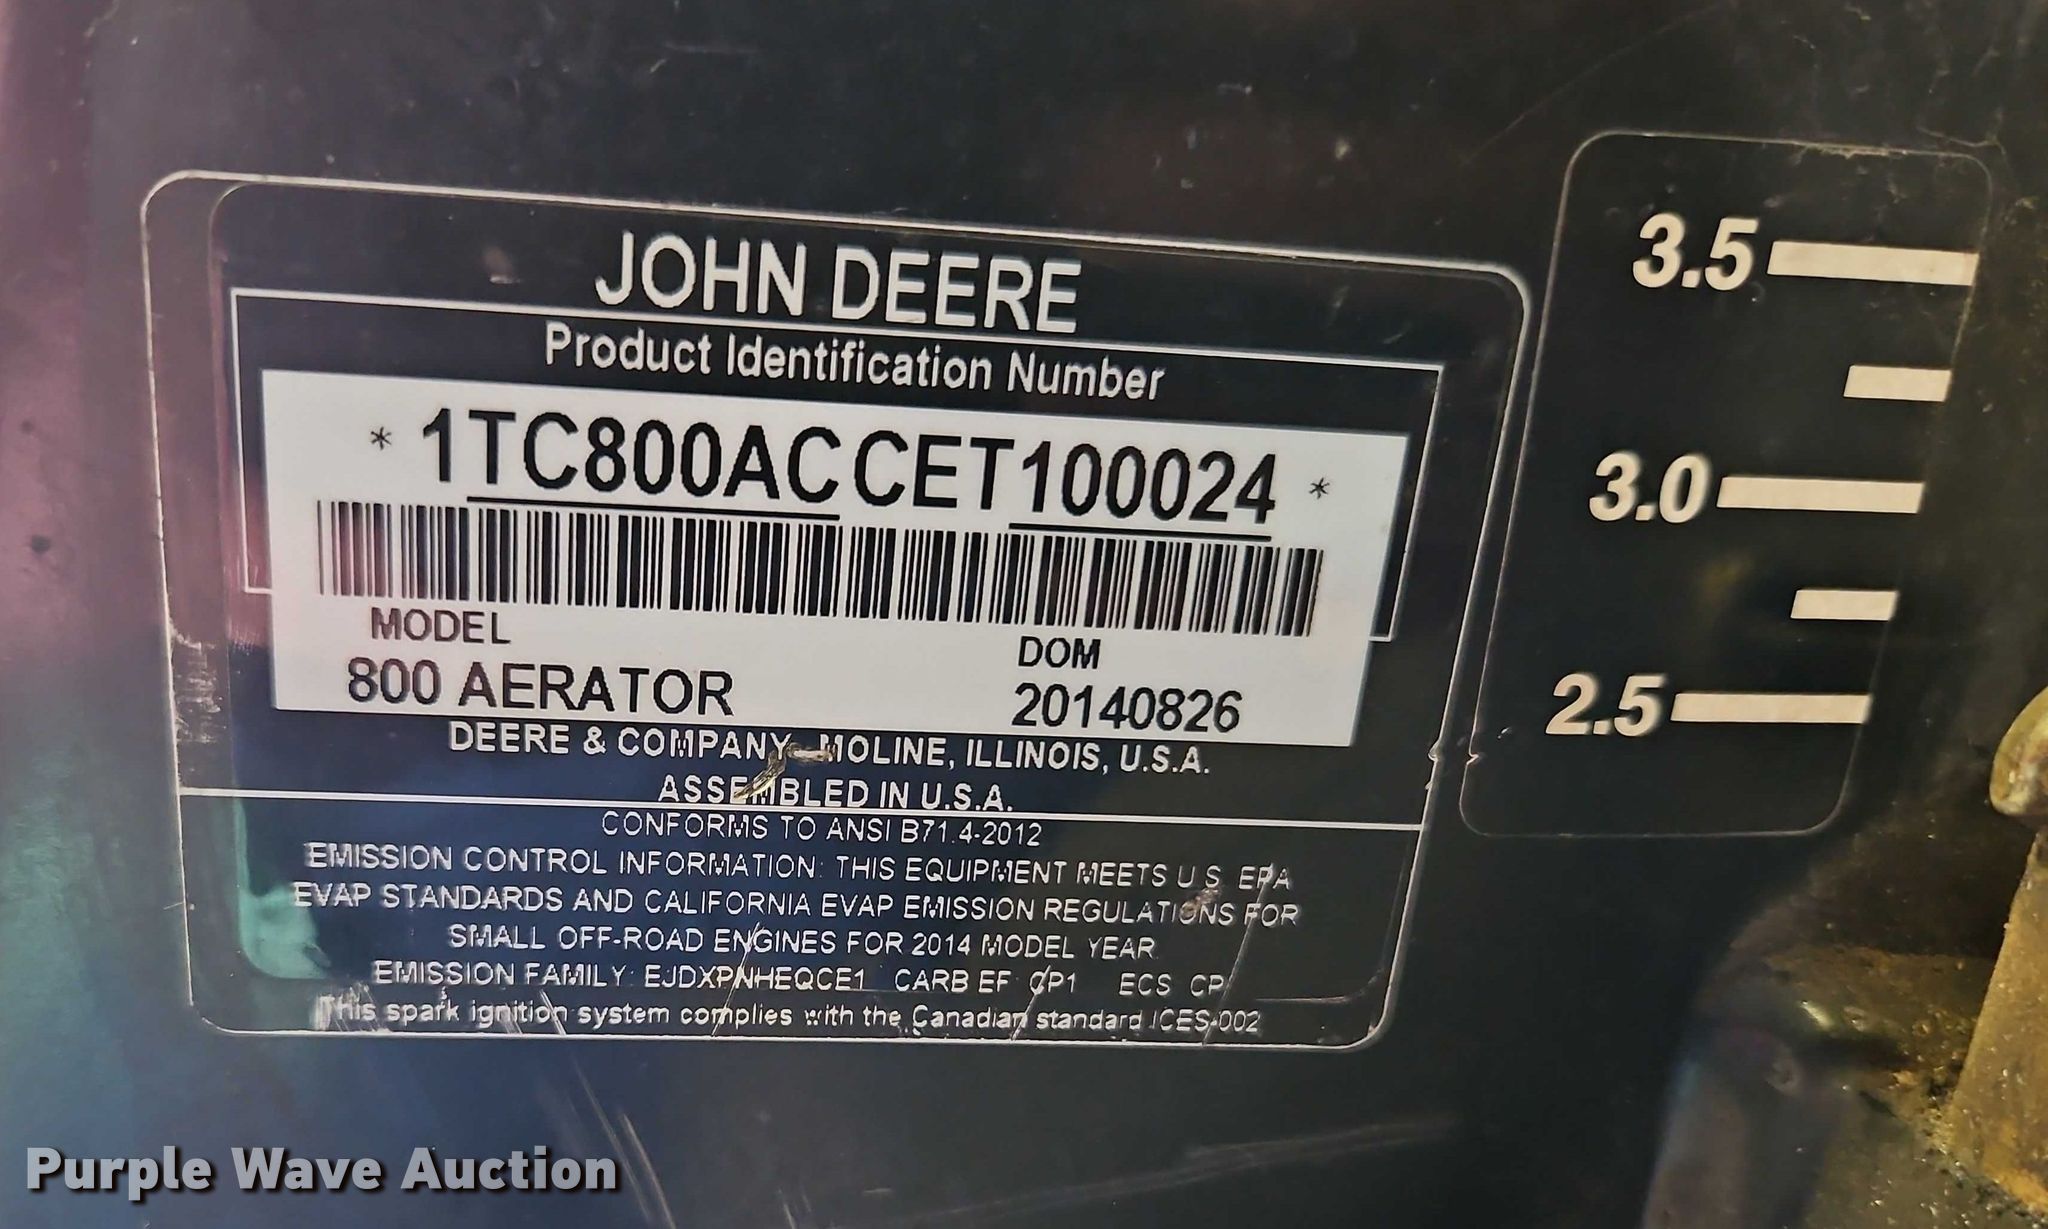 JOHN DEERE
Product Identification Number
* 1TC800ACCET100024 *
MODEL
800 AERATOR
DOM
20140826
DEERE & COMPANY MOLINE, ILLINOIS, U.S.A.
ASSEMBLED IN U.S.A.
CONFORMS TO ANSI B71.4-2012
EMISSION CONTROL INFORMATION: THIS EQUIPMENT MEETS U.S. EPA
EVAP STANDARDS AND CALIFORNIA EVAP EMISSION REGULATIONS FOR
SMALL OFF-ROAD ENGINES FOR 2014 MODEL YEAR
EMISSION FAMILY: EJDXPNHEQCE1 CARB EF CP1 ECS CP
This spark ignition system complies with the Canadian standard ICES-002
3.5
3.0
2.5
Purple Wave Auction